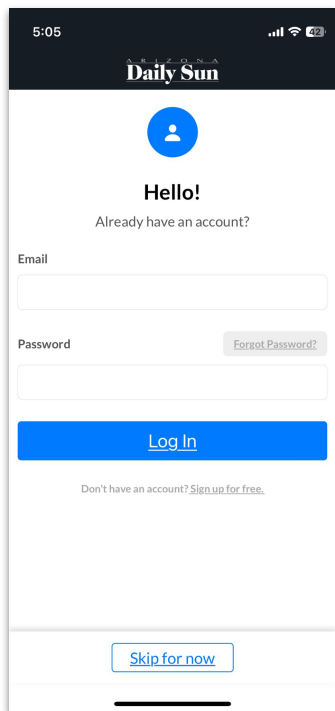 5:05
42
ARIZONA
Daily Sun
Hello!
Already have an account?
Email
Password
Forgot Password?
Log In
Don't have an account? Sign up for free.
Skip for now